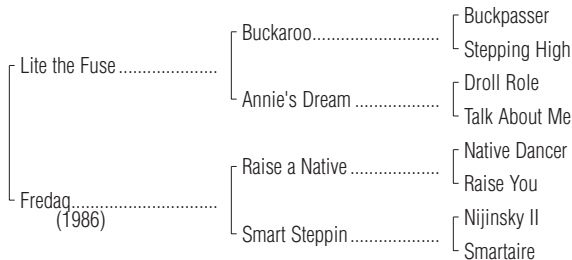 Buckpasser
Buckaroo........................
Stepping High
Lite the Fuse....................
Droll Role
Annie's Dream ................
Talk About Me
Native Dancer
Raise a Native .................
Raise You
Fredaq............................
(1986)
Nijinsky II
Smart Steppin .................
Smartaire